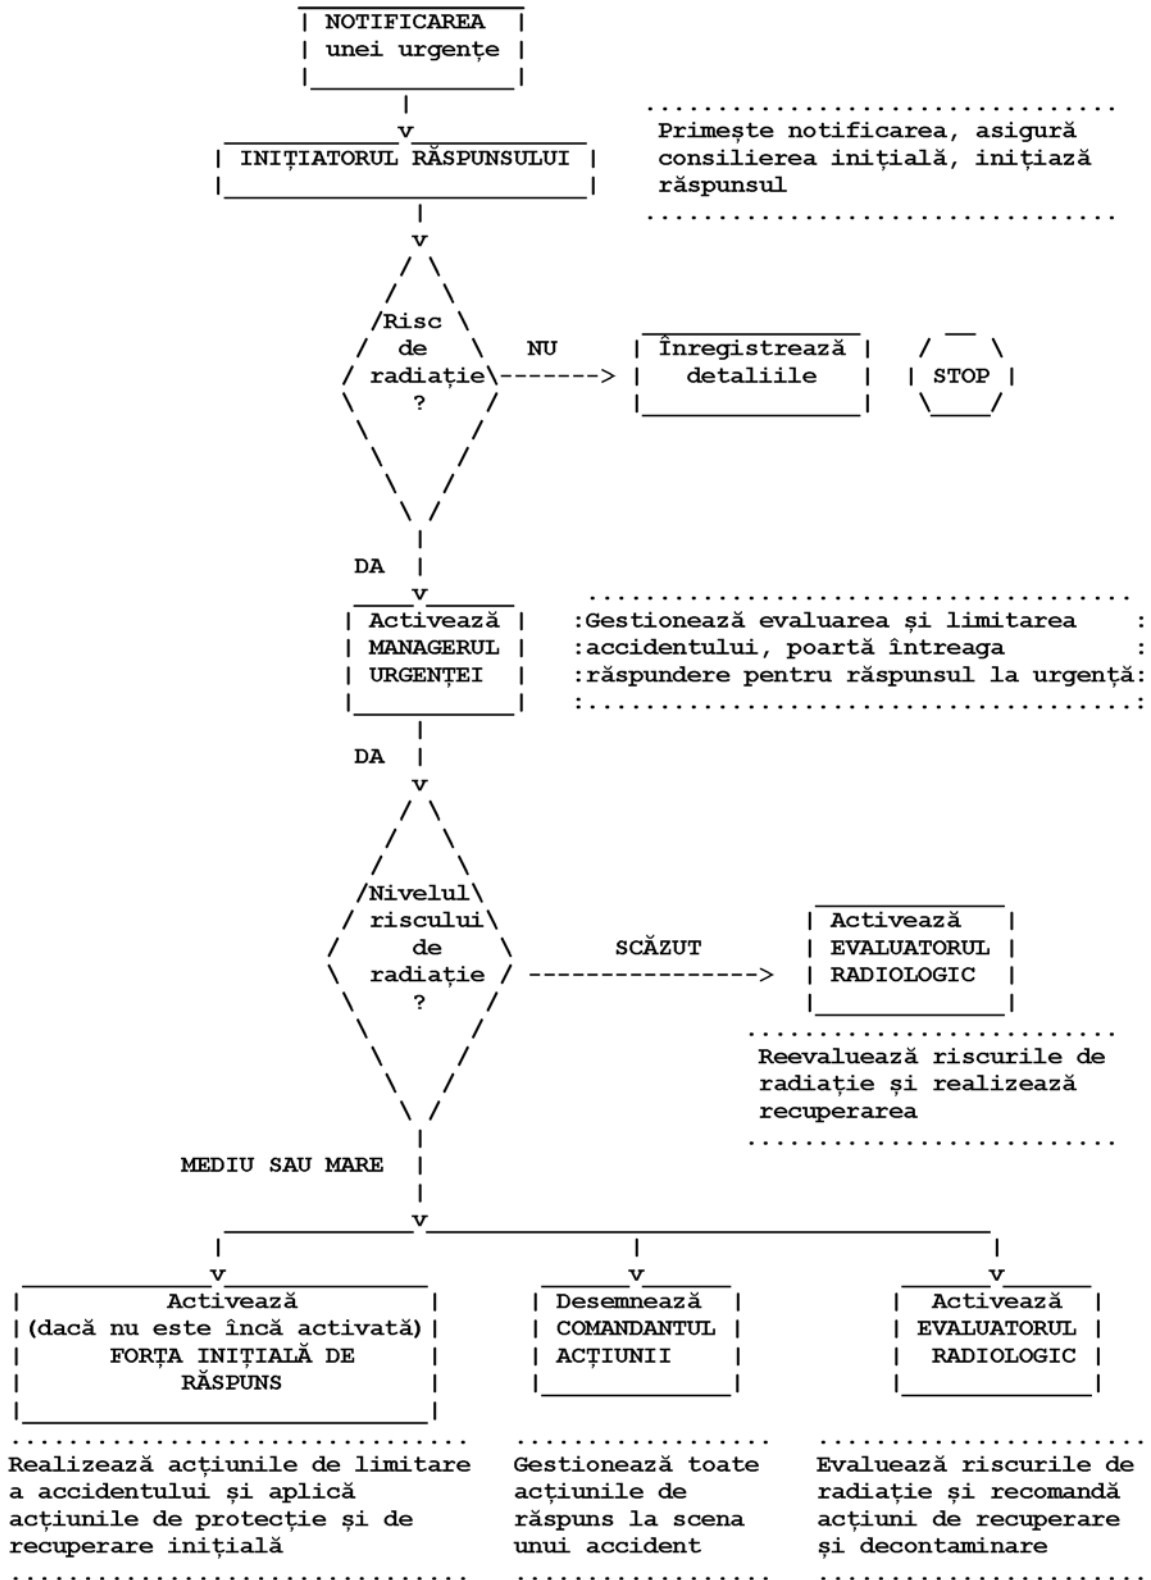 NOTIFICAREA
unei urgențe
INIȚIATORUL RĂSPUNSULUI
Primește notificarea, asigură
consilierea inițială, inițiază
răspunsul
Risc
de
radiație
?
NU
Înregistrează
detaliile
STOP
DA
Activează
MANAGERUL
URGENȚEI
:Gestionează evaluarea și limitarea :
:accidentului, poartă întreaga :
:răspundere pentru răspunsul la urgență:
DA
Nivelul
riscului
de
radiație
?
SCĂZUT
Activează
EVALUATORUL
RADIOLOGIC
Reevaluează riscurile de
radiație și realizează
recuperarea
MEDIU SAU MARE
Activează
(dacă nu este încă activată)
FORȚA INIȚIALĂ DE
RĂSPUNS
Desemnează
COMANDANTUL
ACȚIUNII
Activează
EVALUATORUL
RADIOLOGIC
Realizează acțiunile de limitare
a accidentului și aplică
acțiunile de protecție și de
recuperare inițială
Gestionează toate
acțiunile de
răspuns la scena
unui accident
Evaluează riscurile de
radiație și recomandă
acțiuni de recuperare
și decontaminare